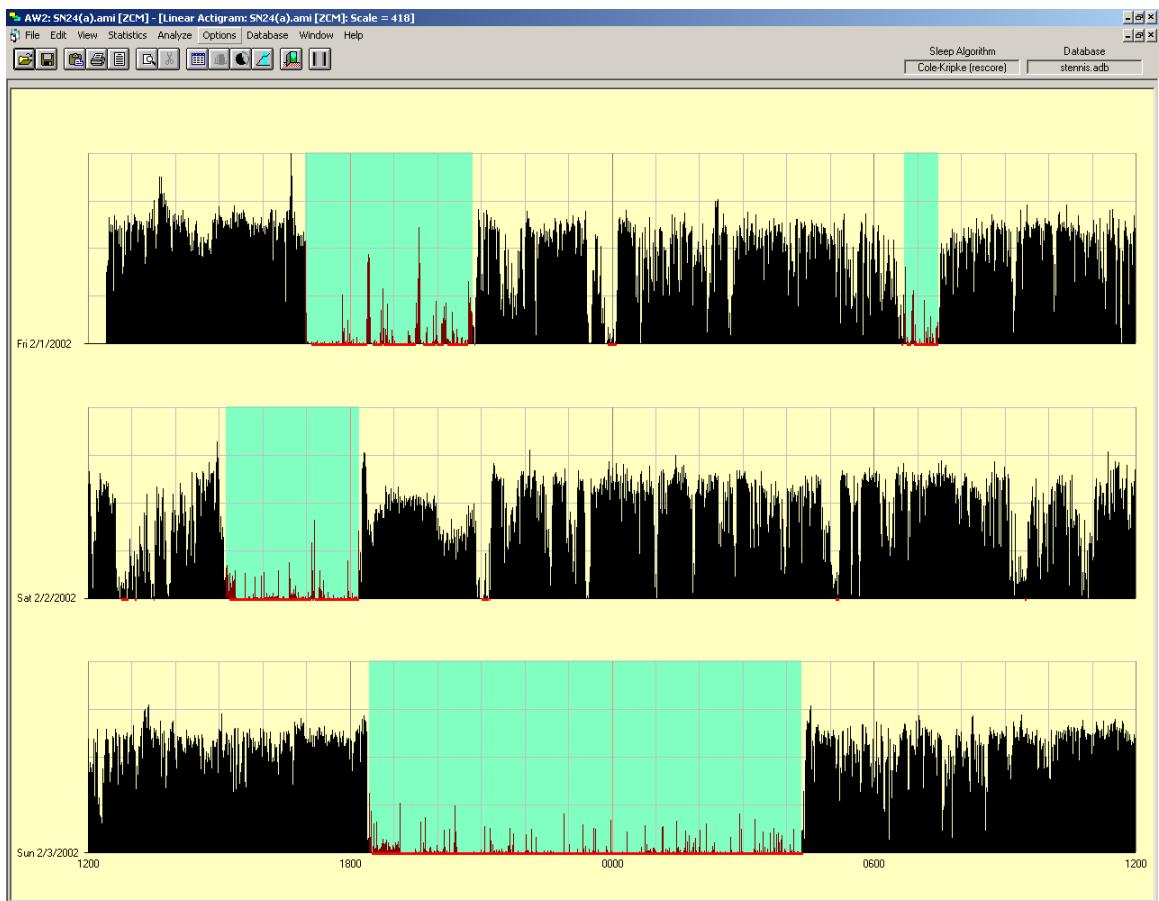 AW2: SN24(a).ami [ZCM] - [Linear Actigram: SN24(a).ami [ZCM]: Scale = 418]
File Edit View Statistics Analyze Options Database Window Help
Sleep Algorithm Database
Cole-Kripke (rescore) stennis.adb
Fri 2/1/2002
Sat 2/2/2002
Sun 2/3/2002
1200 1800 0000 0600 1200